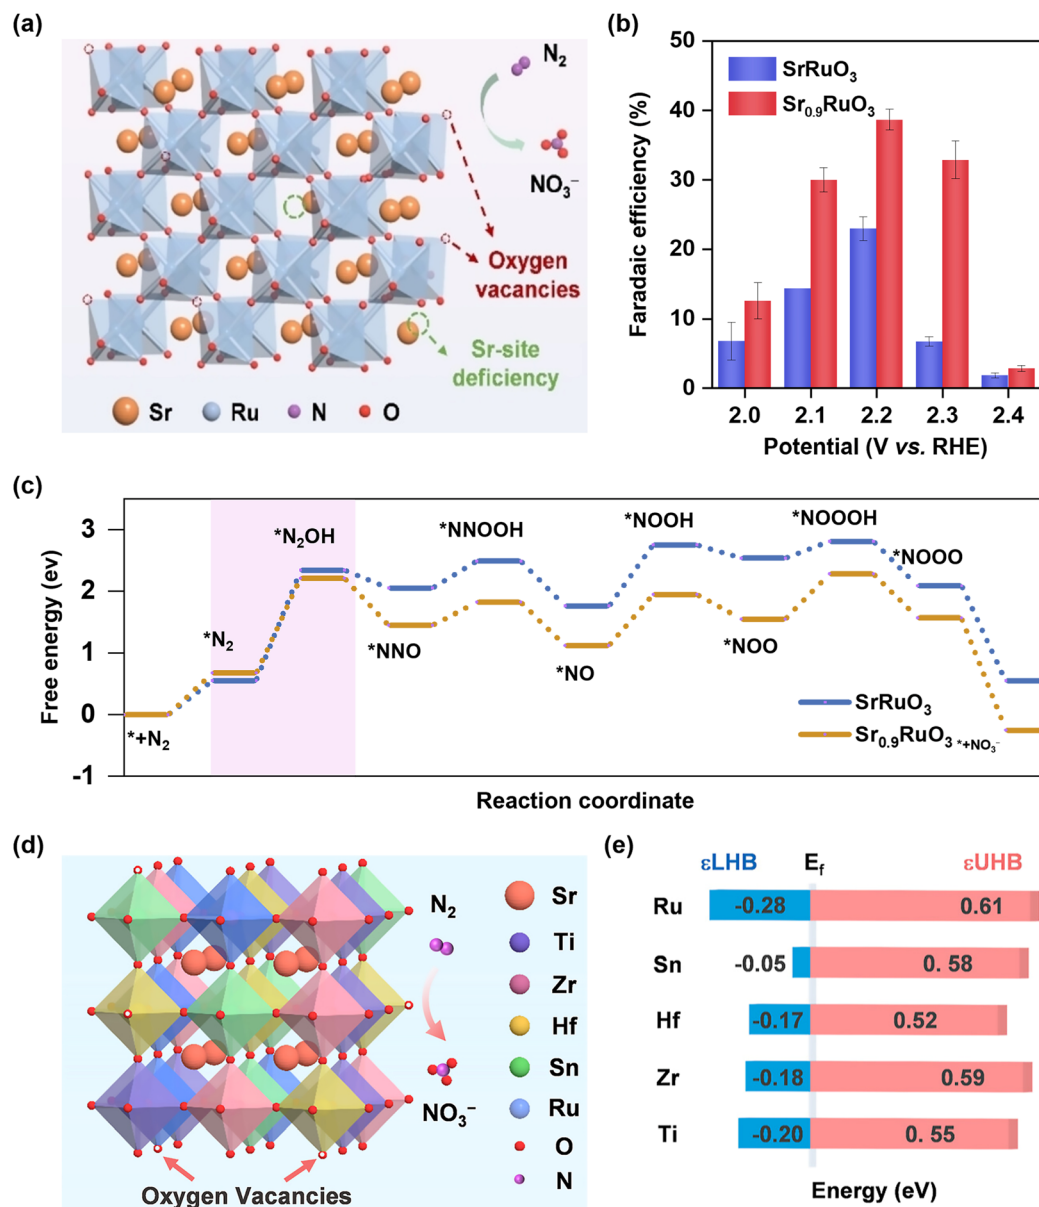 (a)
N₂
NO₃⁻
Oxygen
vacancies
Sr-site
deficiency
Sr
Ru
N
O
(b)
50
40
30
20
10
0
Faradaic efficiency (%)
SrRuO₃
Sr₀.₉RuO₃
2.0
2.1
2.2
2.3
2.4
Potential (V vs. RHE)
(c)
3
2
1
0
-1
Free energy (ev)
*+N₂
*N₂
*N₂OH
*NNO
*NNOOH
*NO
*NOOH
*NOO
*NOOOH
*NOOO
SrRuO₃
Sr₀.₉RuO₃
*+NO₃⁻
Reaction coordinate
(d)
N₂
NO₃⁻
Sr
Ti
Zr
Hf
Sn
Ru
O
N
Oxygen Vacancies
(e)
εLHB
E_f
εUHB
Ru -0.28 0.61
Sn -0.05 0. 58
Hf -0.17 0.52
Zr -0.18 0.59
Ti -0.20 0. 55
Energy (eV)